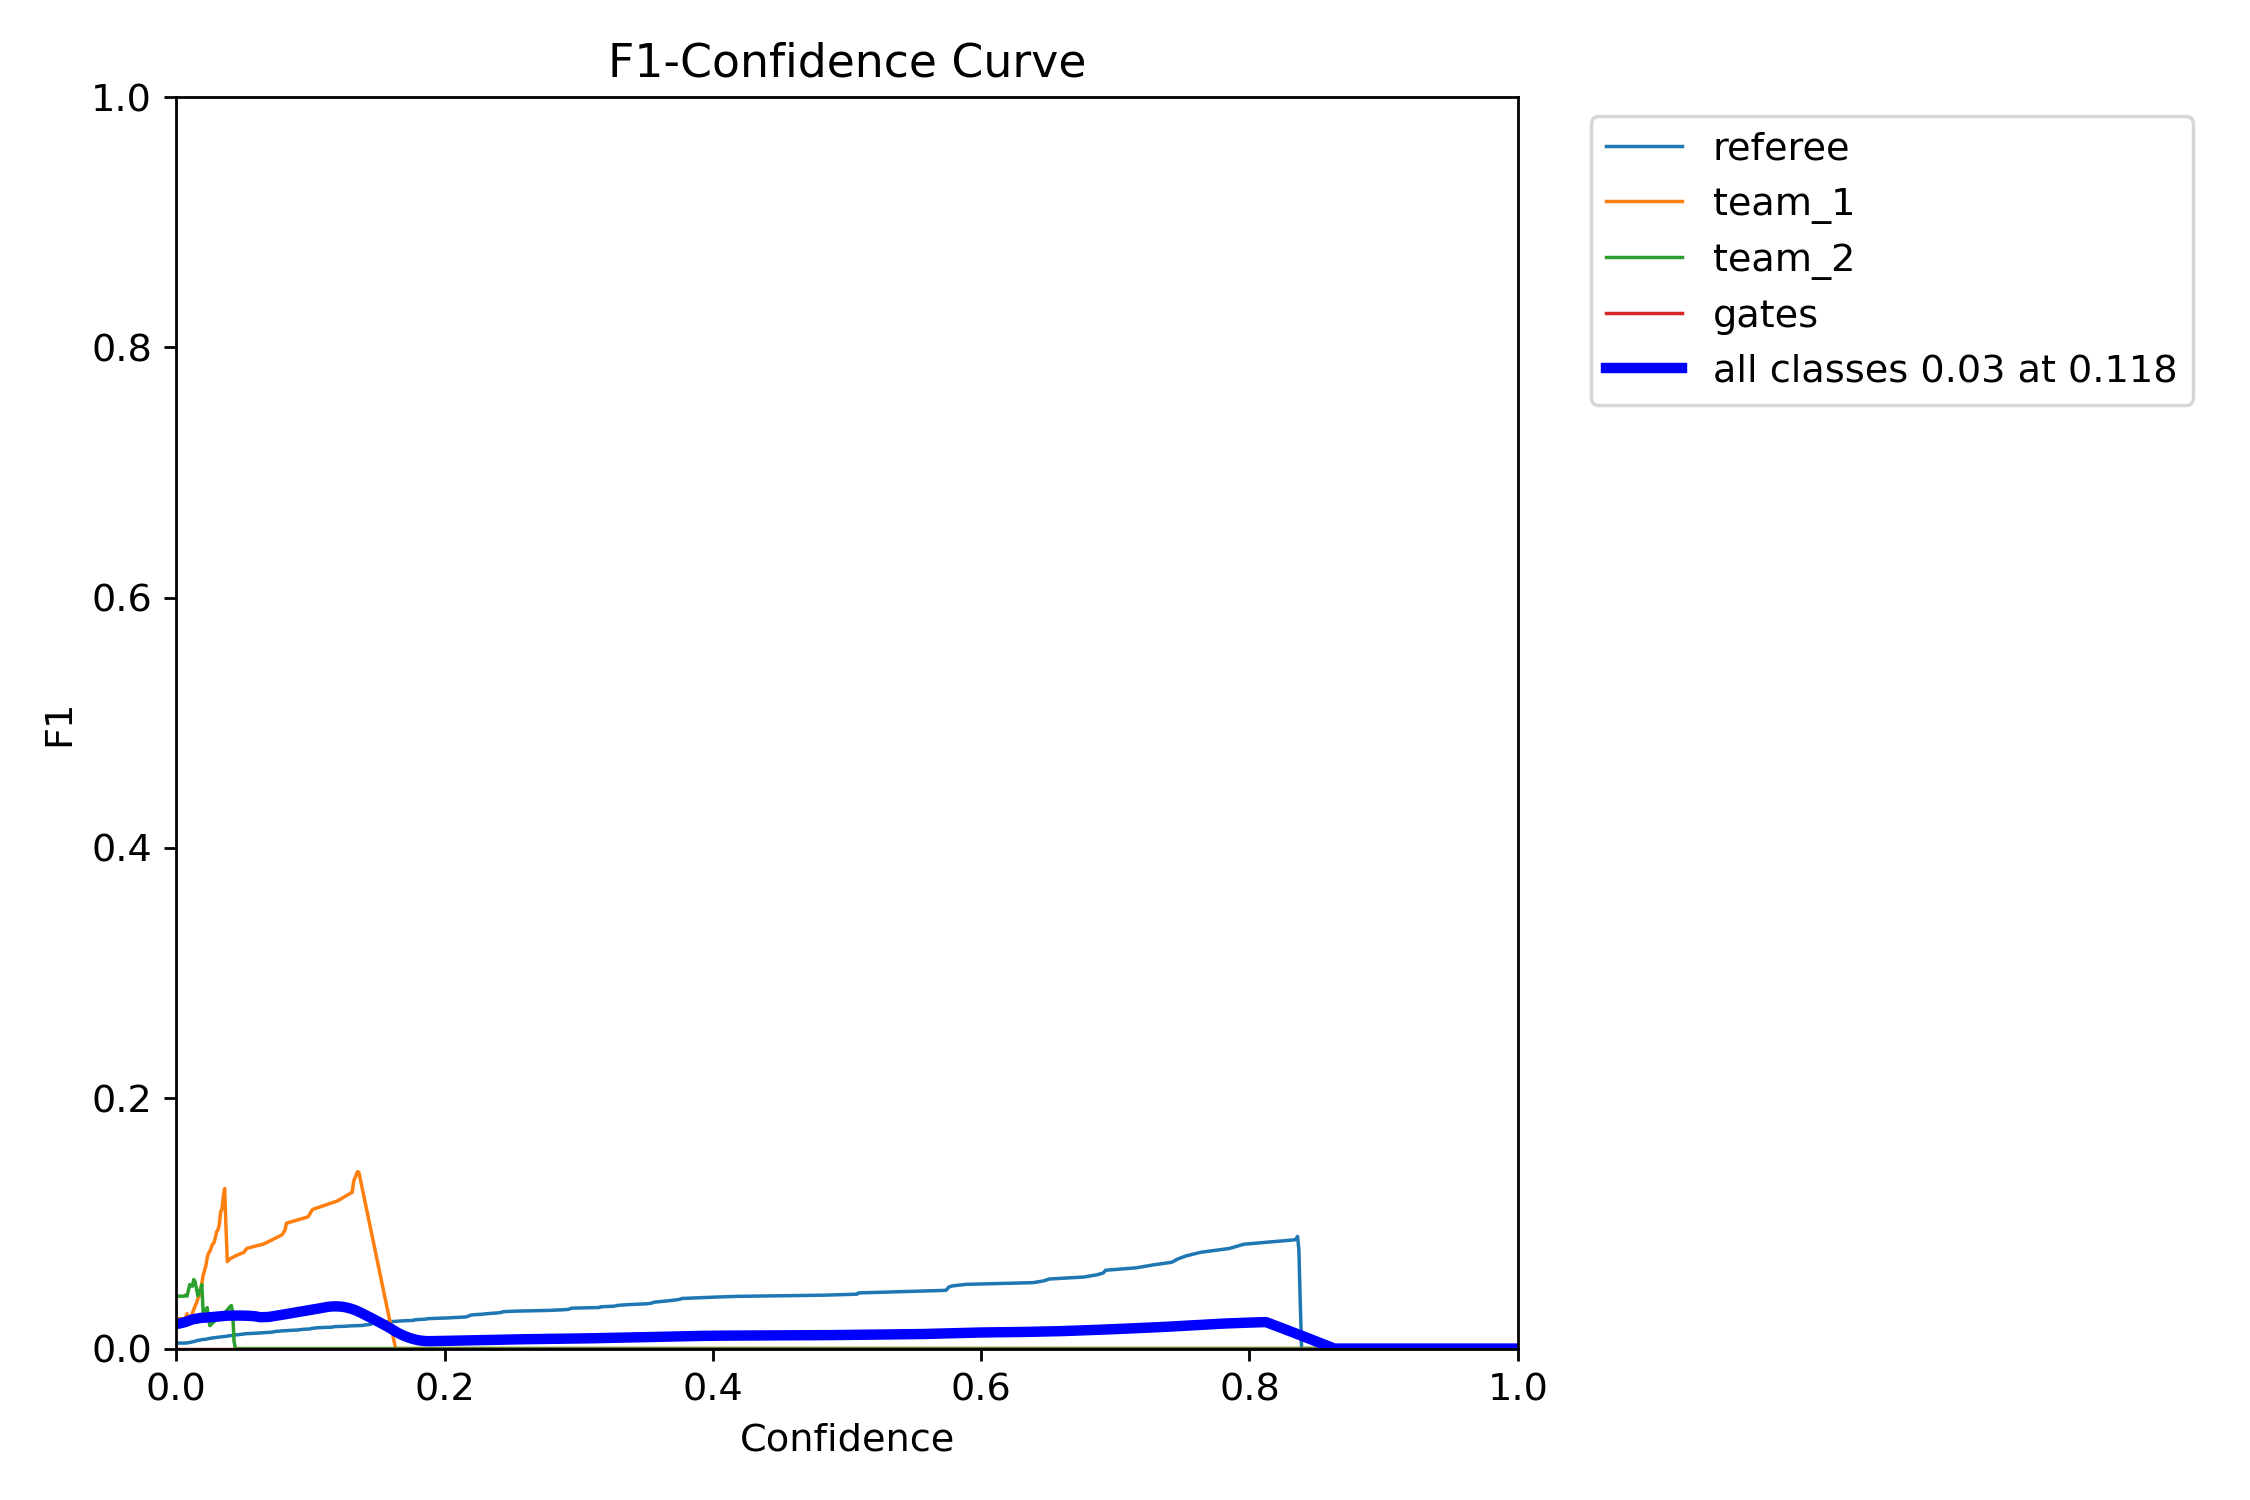 F1-Confidence Curve
1.0
0.8
0.6
0.4
0.2
0.0
F1
0.0 0.2 0.4 0.6 0.8 1.0
Confidence
referee
team_1
team_2
gates
all classes 0.03 at 0.118